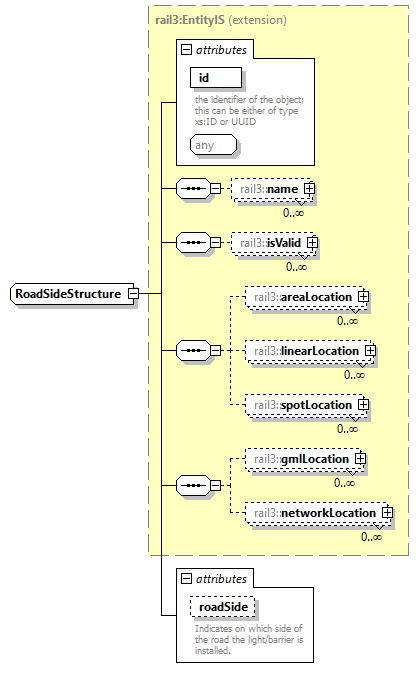 rail3:EntityIS (extension)
attributes
id
the identifier of the object;
this can be either of type
xs:ID or UUID
any
rail3:name
0..∞
rail3:isValid
0..∞
RoadSideStructure
rail3:areaLocation
0..∞
rail3:linearLocation
0..∞
rail3:spotLocation
0..∞
rail3:gmlLocation
0..∞
rail3:networkLocation
0..∞
attributes
roadSide
Indicates on which side of
the road the light/barrier is
installed.